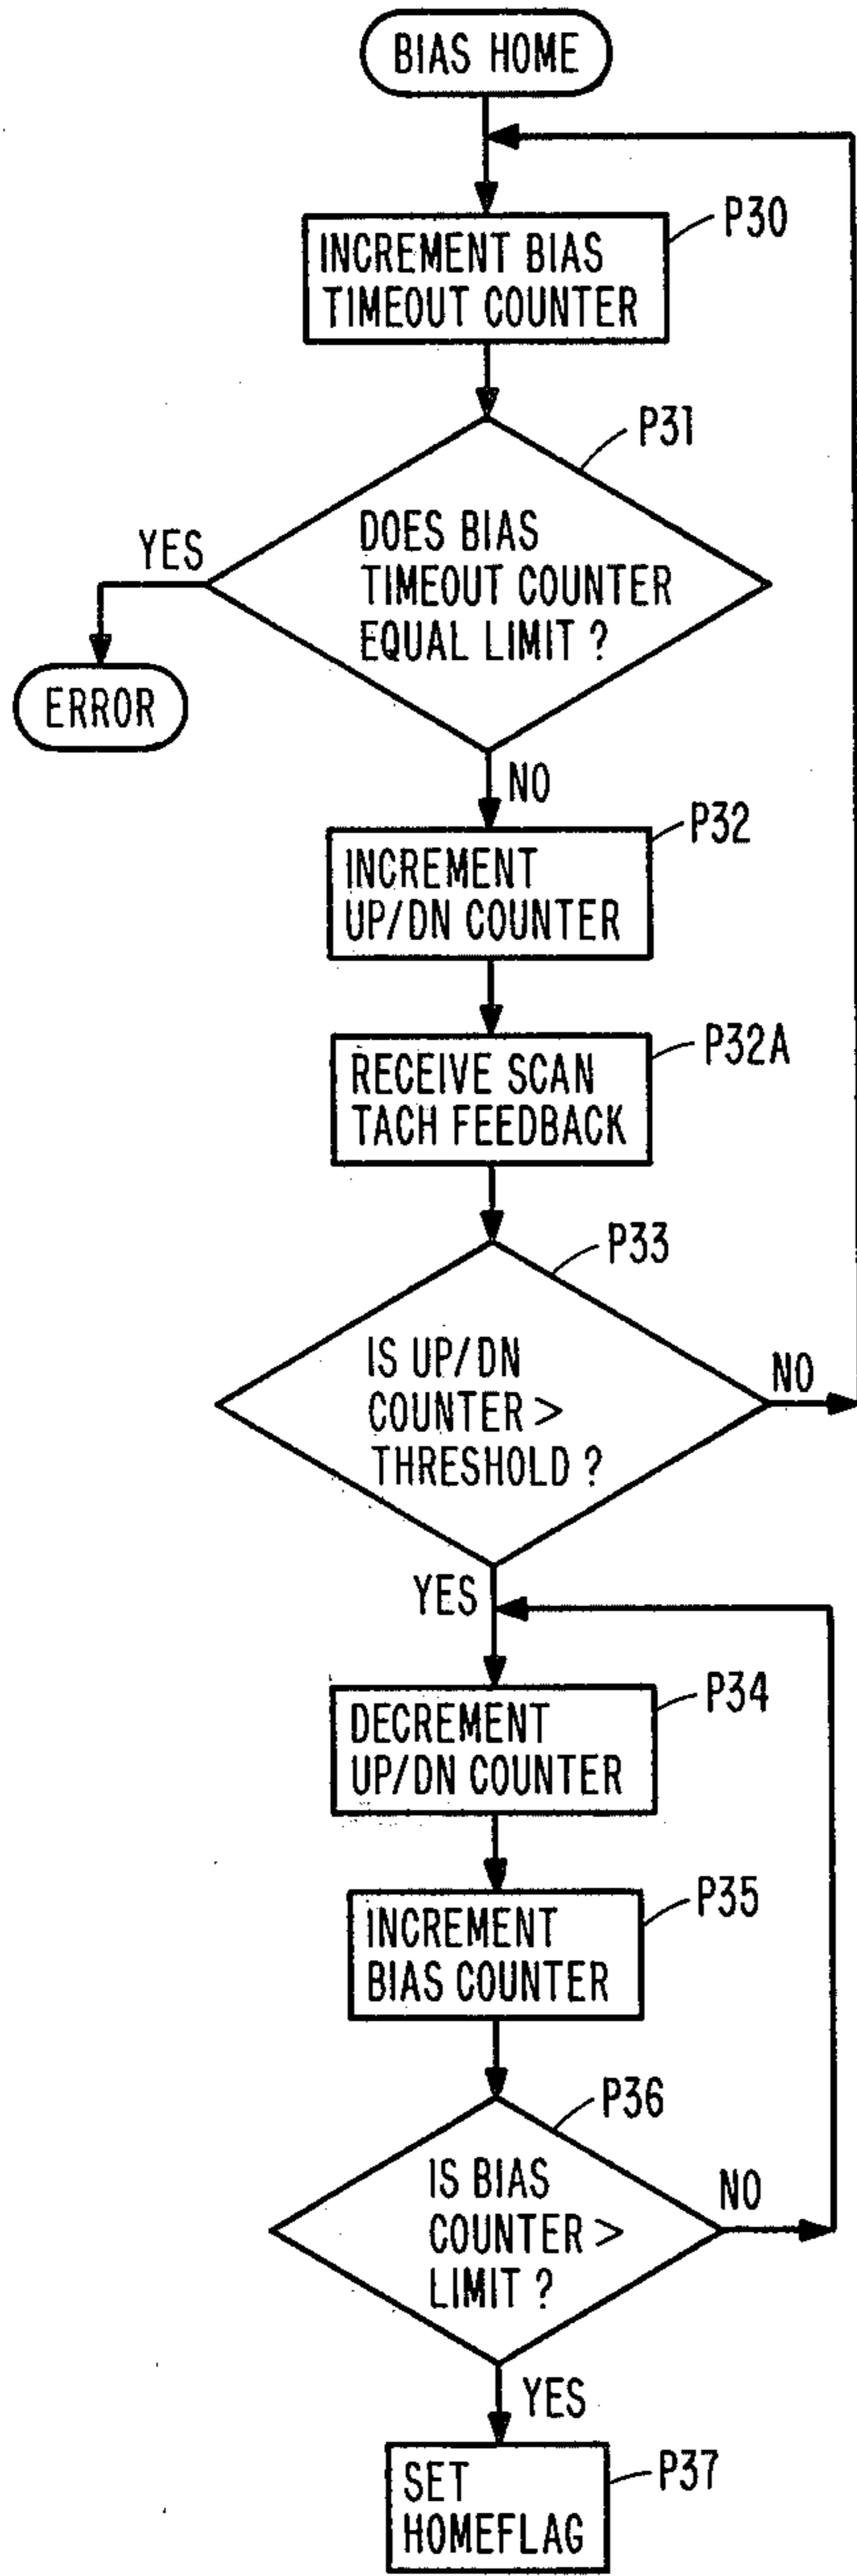 BIAS HOME
P30
INCREMENT BIAS
TIMEOUT COUNTER
P31
DOES BIAS
TIMEOUT COUNTER
EQUAL LIMIT ?
YES
ERROR
NO
P32
INCREMENT
UP/DN COUNTER
P32A
RECEIVE SCAN
TACH FEEDBACK
P33
IS UP/DN
COUNTER >
THRESHOLD ?
NO
YES
P34
DECREMENT
UP/DN COUNTER
P35
INCREMENT
BIAS COUNTER
P36
IS BIAS
COUNTER >
LIMIT ?
NO
YES
P37
SET
HOMEFLAG